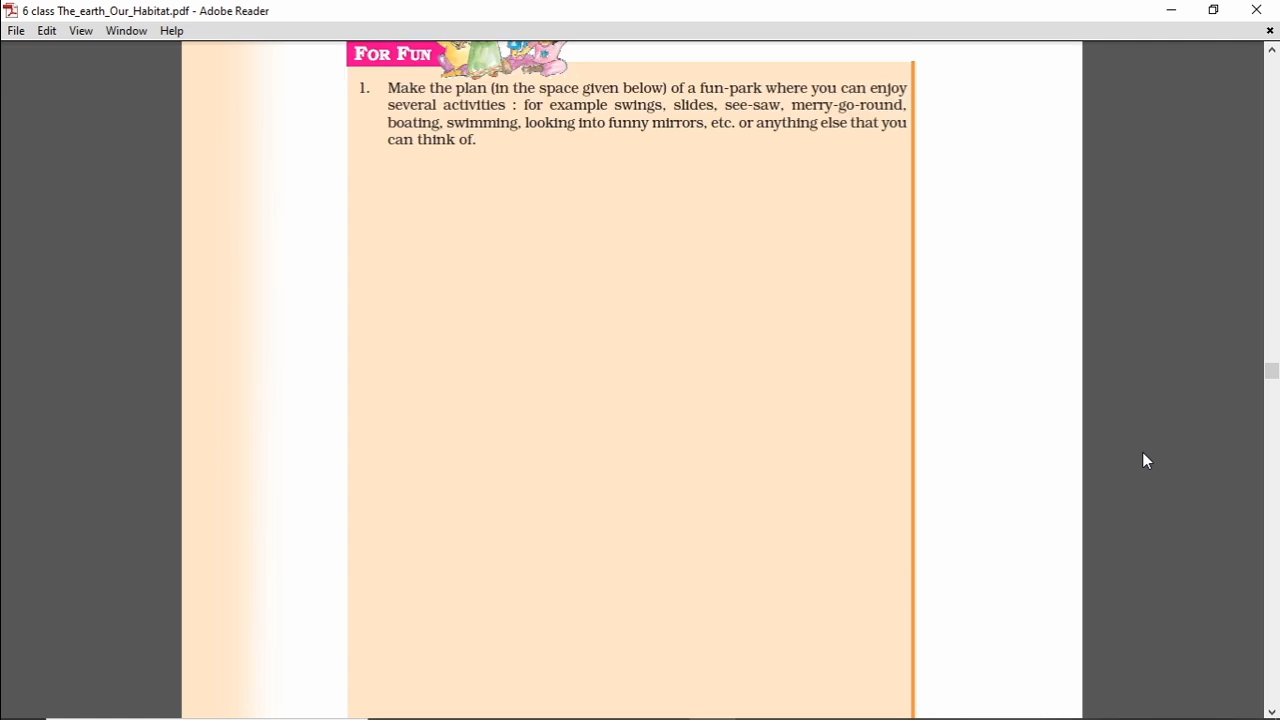 6 class The_earth_Our_Habitat.pdf - Adobe Reader
File Edit View Window Help
FOR FUN
1. Make the plan (in the space given below) of a fun-park where you can enjoy
several activities : for example swings, slides, see-saw, merry-go-round,
boating, swimming, looking into funny mirrors, etc. or anything else that you
can think of.